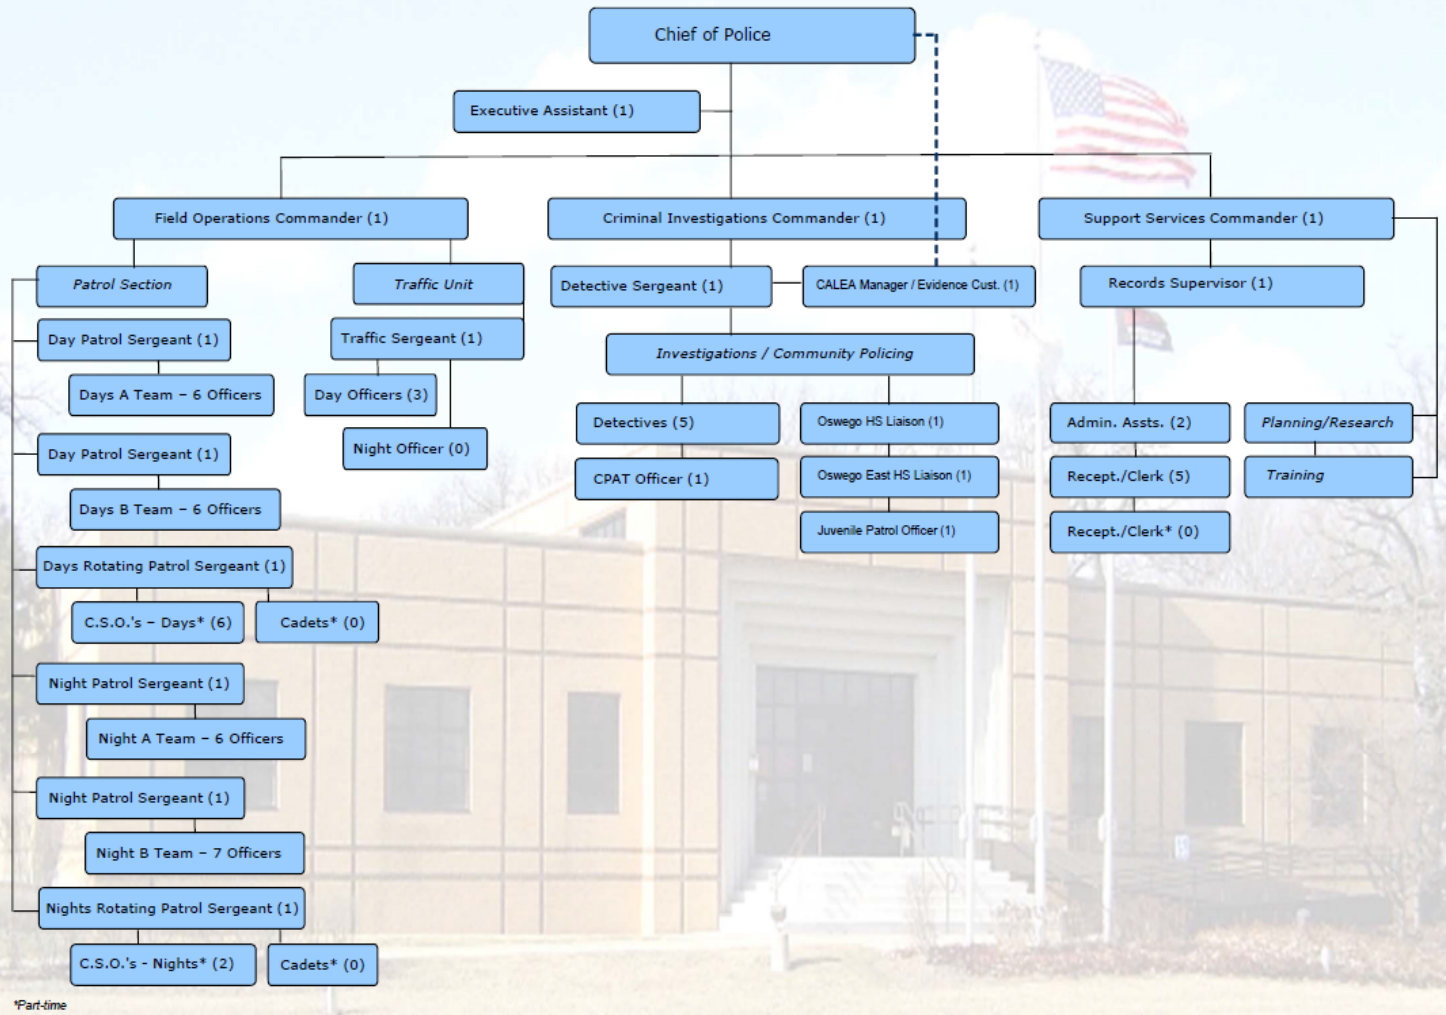 Chief of Police
Executive Assistant (1)
Field Operations Commander (1)
Criminal Investigations Commander (1)
Support Services Commander (1)
Patrol Section
Traffic Unit
Detective Sergeant (1)
CALEA Manager / Evidence Cust. (1)
Records Supervisor (1)
Day Patrol Sergeant (1)
Traffic Sergeant (1)
Investigations / Community Policing
Days A Team – 6 Officers
Day Officers (3)
Detectives (5)
Oswego HS Liaison (1)
Admin. Assts. (2)
Planning/Research
Day Patrol Sergeant (1)
Night Officer (0)
CPAT Officer (1)
Oswego East HS Liaison (1)
Recept./Clerk (5)
Training
Days B Team – 6 Officers
Juvenile Patrol Officer (1)
Recept./Clerk* (0)
Days Rotating Patrol Sergeant (1)
C.S.O.'s – Days* (6)
Cadets* (0)
Night Patrol Sergeant (1)
Night A Team – 6 Officers
Night Patrol Sergeant (1)
Night B Team – 7 Officers
Nights Rotating Patrol Sergeant (1)
C.S.O.'s - Nights* (2)
Cadets* (0)
*Part-time